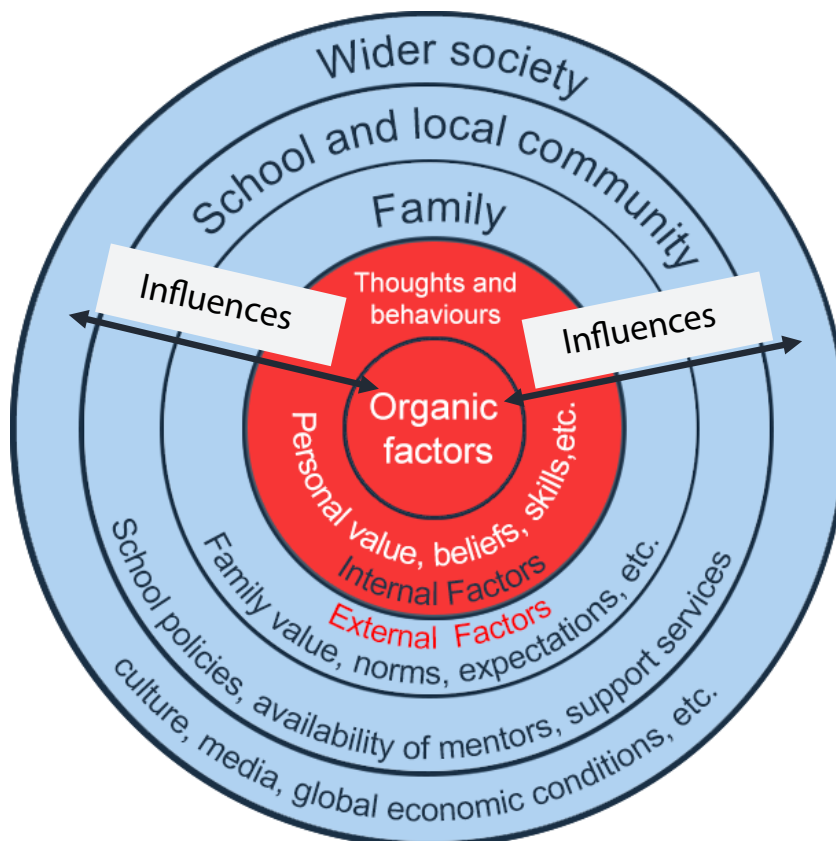 Wider society
School and local community
Family
Thoughts and
behaviours
Influences
Influences
Organic
factors
Personal value, beliefs, skills, etc.
Internal Factors
External Factors
Family value, norms, expectations, etc.
School policies, availability of mentors, support services
culture, media, global economic conditions, etc.